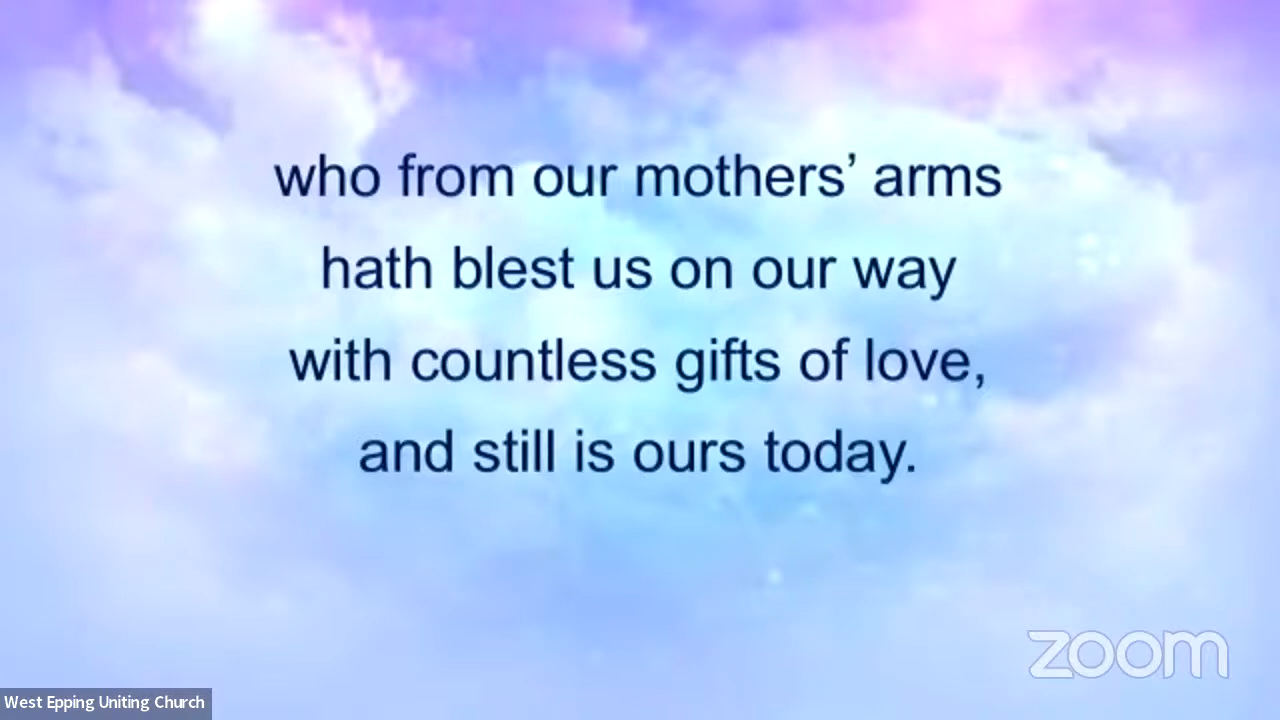 who from our mothers’ arms
hath blest us on our way
with countless gifts of love,
and still is ours today.
zoom
West Epping Uniting Church